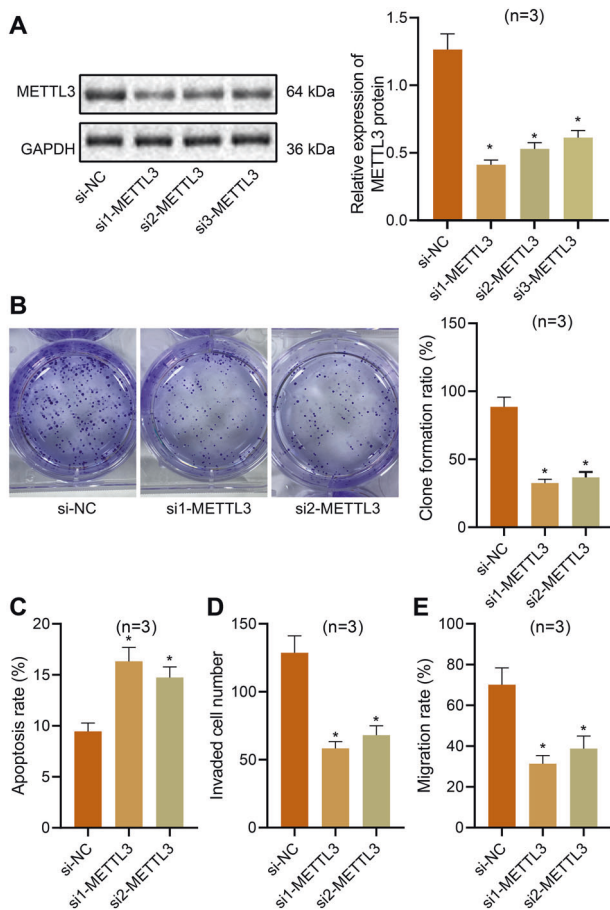 A
METTL3
64 kDa
GAPDH
36 kDa
si-NC
si1-METTL3
si2-METTL3
si3-METTL3
(n=3)
Relative expression of
METTL3 protein
1.5
1.0
0.5
0.0
*
*
*
si-NC
si1-METTL3
si2-METTL3
si3-METTL3
B
si-NC
si1-METTL3
si2-METTL3
(n=3)
Clone formation ratio (%)
150
100
50
0
*
*
si-NC
si1-METTL3
si2-METTL3
C
(n=3)
Apoptosis rate (%)
20
15
10
5
0
*
*
si-NC
si1-METTL3
si2-METTL3
D
(n=3)
Invaded cell number
150
100
50
0
*
*
si-NC
si1-METTL3
si2-METTL3
E
(n=3)
Migration rate (%)
100
80
60
40
20
0
*
*
si-NC
si1-METTL3
si2-METTL3